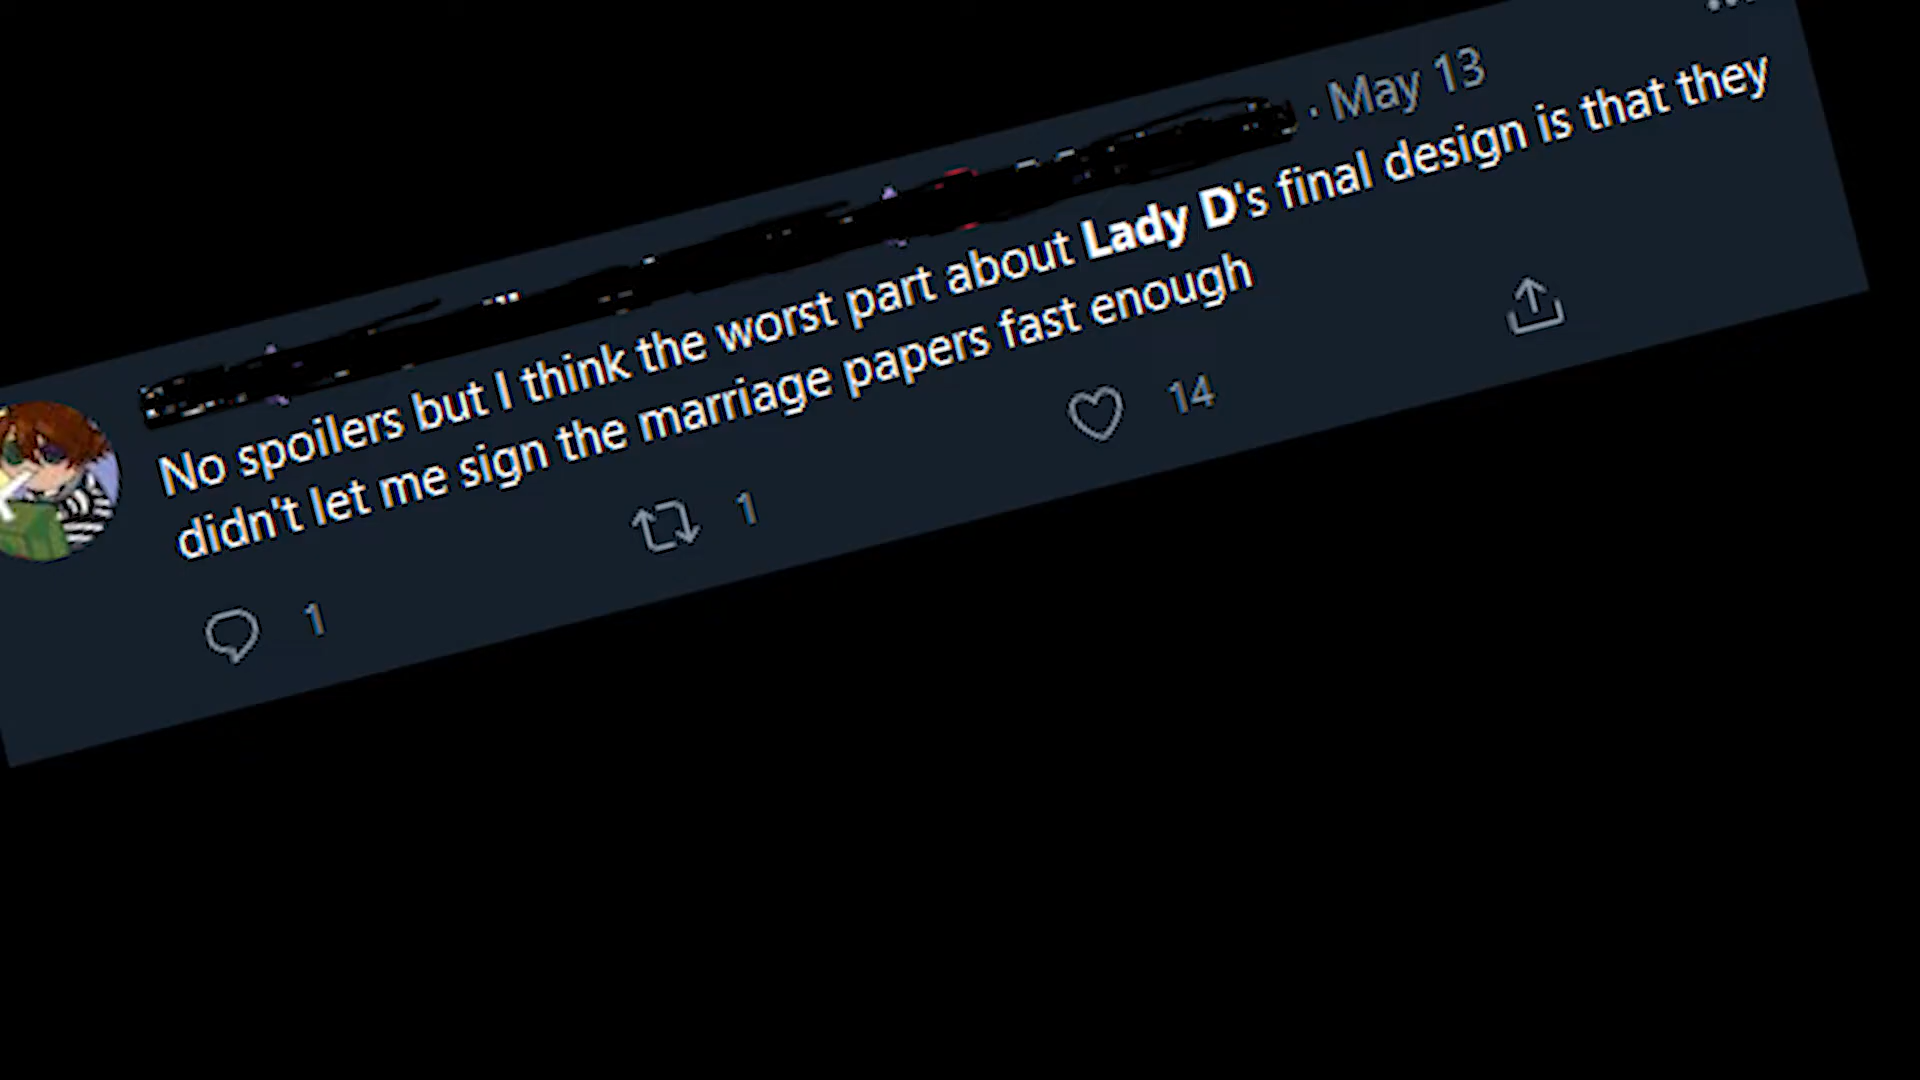 · May 13
No spoilers but I think the worst part about Lady D's final design is that they
didn't let me sign the marriage papers fast enough
1
1
14